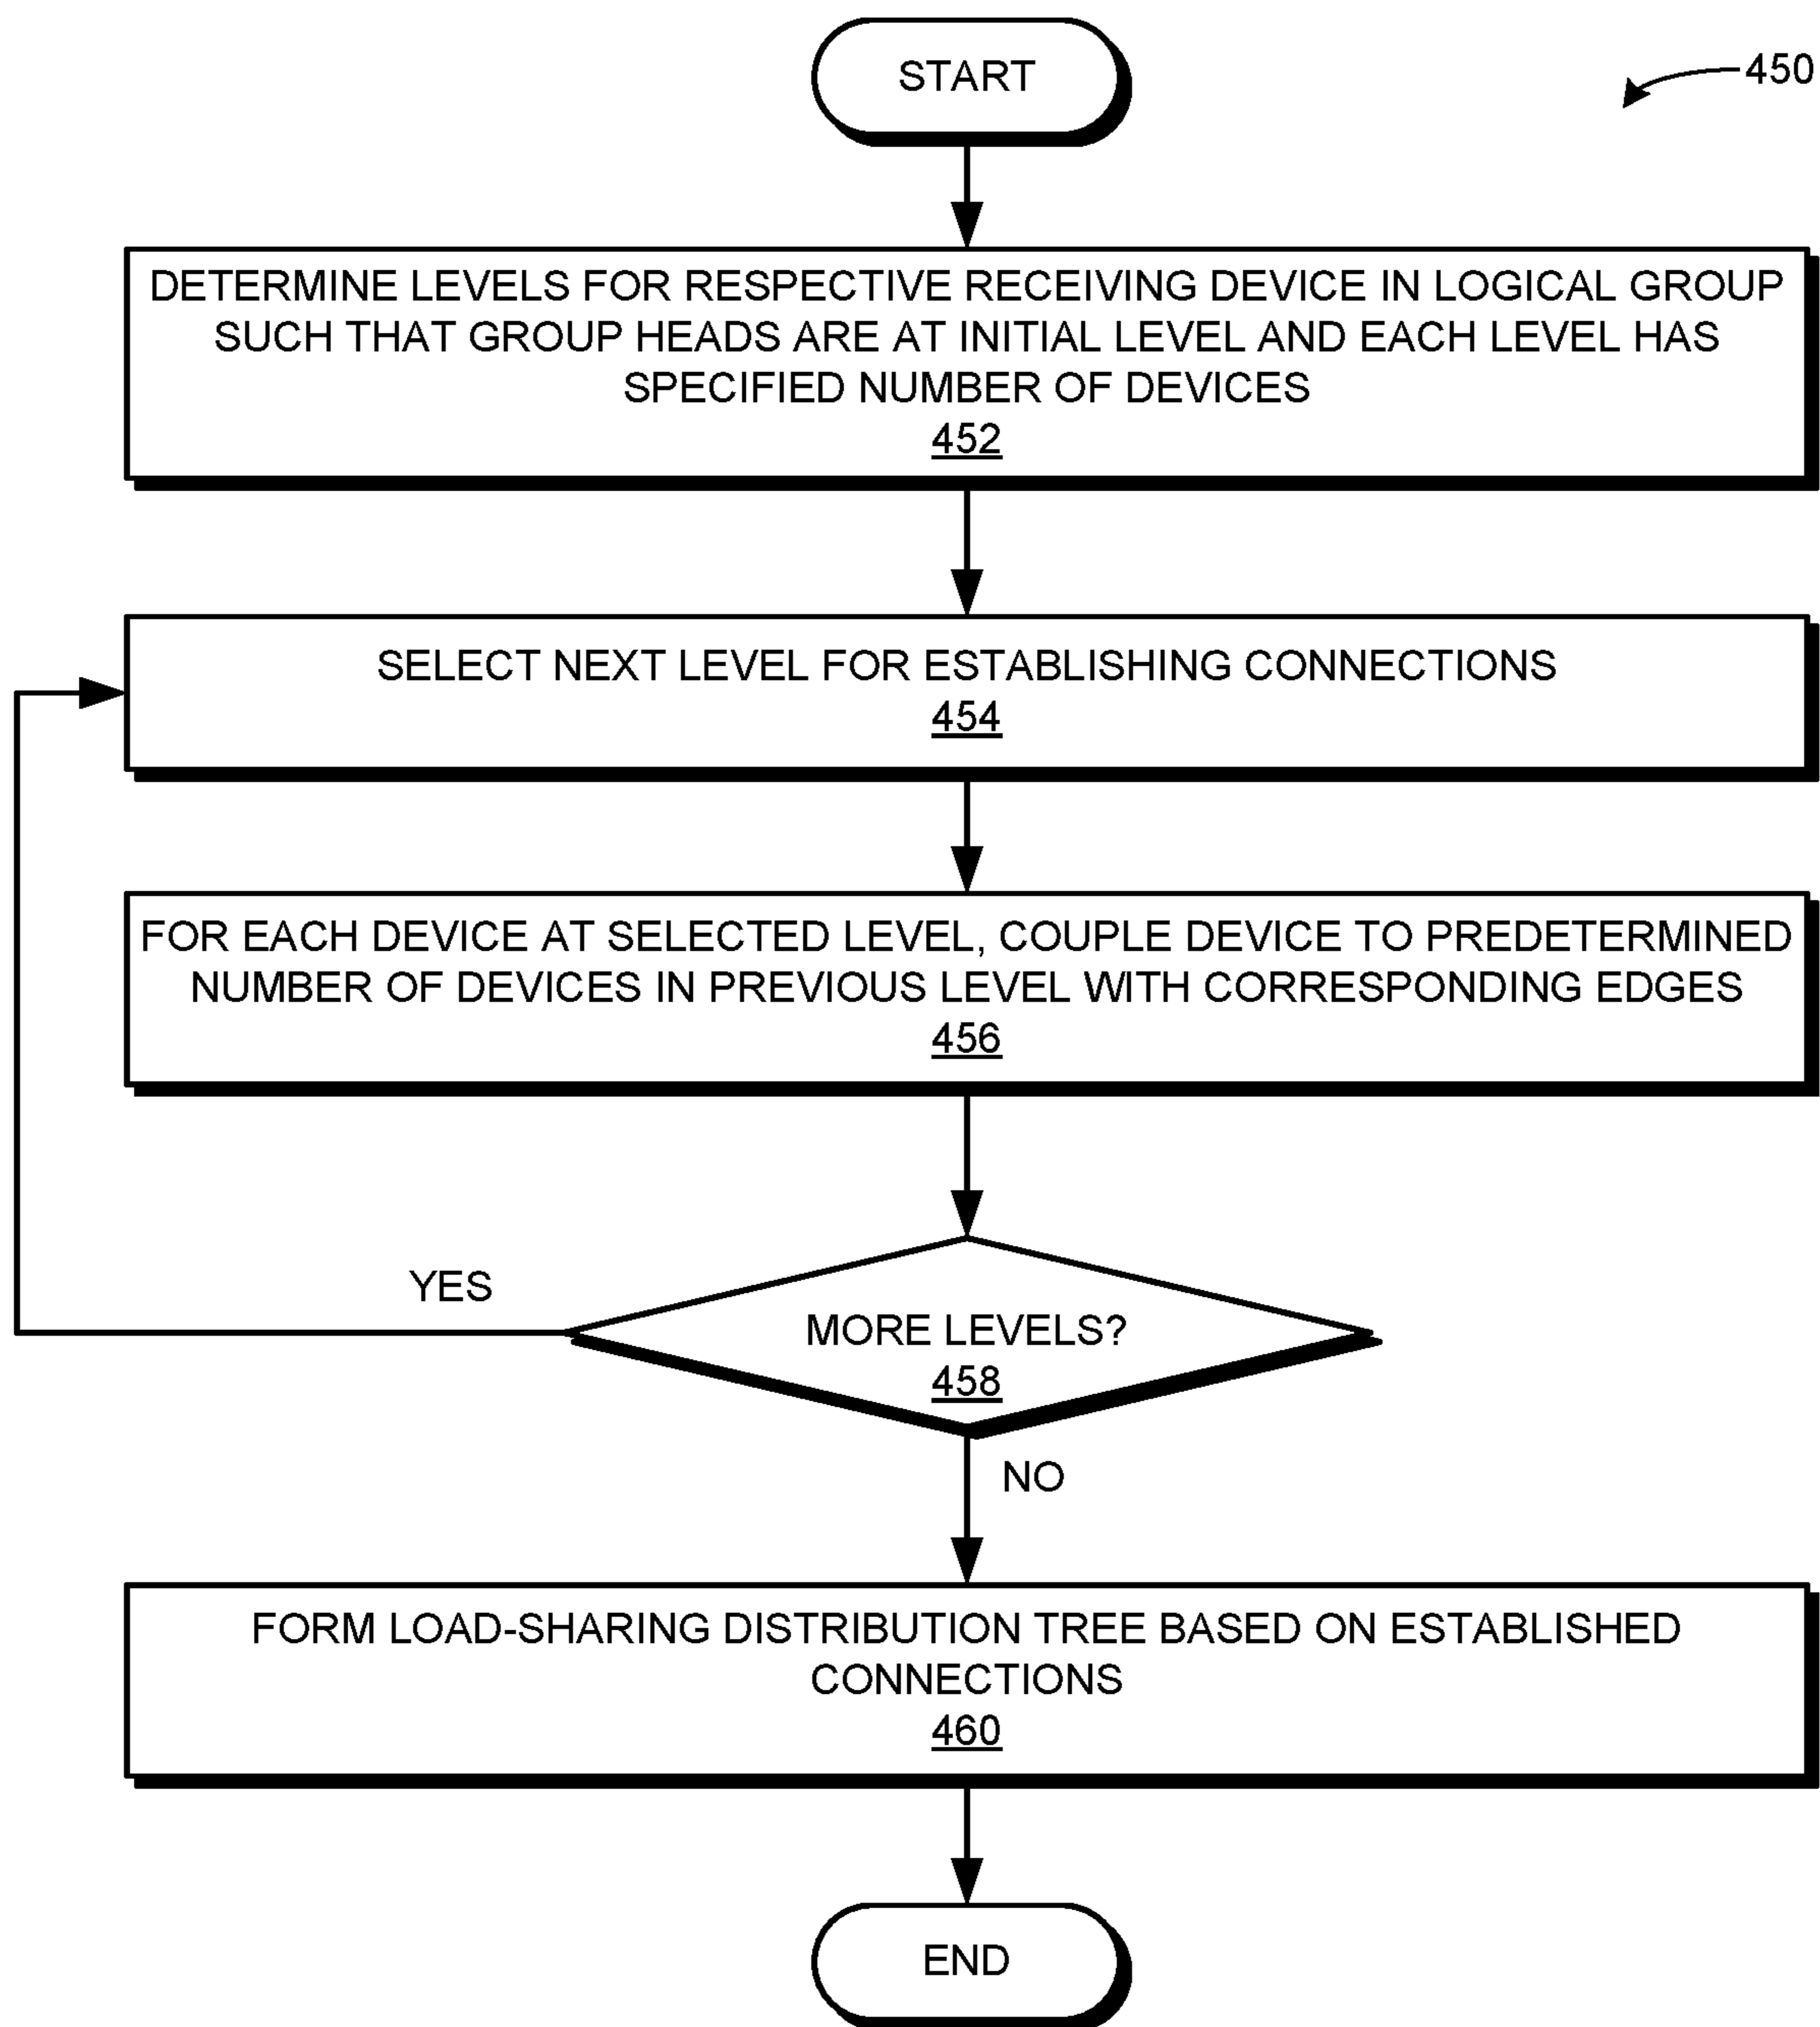 START
450
DETERMINE LEVELS FOR RESPECTIVE RECEIVING DEVICE IN LOGICAL GROUP
SUCH THAT GROUP HEADS ARE AT INITIAL LEVEL AND EACH LEVEL HAS
SPECIFIED NUMBER OF DEVICES
452
SELECT NEXT LEVEL FOR ESTABLISHING CONNECTIONS
454
FOR EACH DEVICE AT SELECTED LEVEL, COUPLE DEVICE TO PREDETERMINED
NUMBER OF DEVICES IN PREVIOUS LEVEL WITH CORRESPONDING EDGES
456
YES
MORE LEVELS?
458
NO
FORM LOAD-SHARING DISTRIBUTION TREE BASED ON ESTABLISHED
CONNECTIONS
460
END